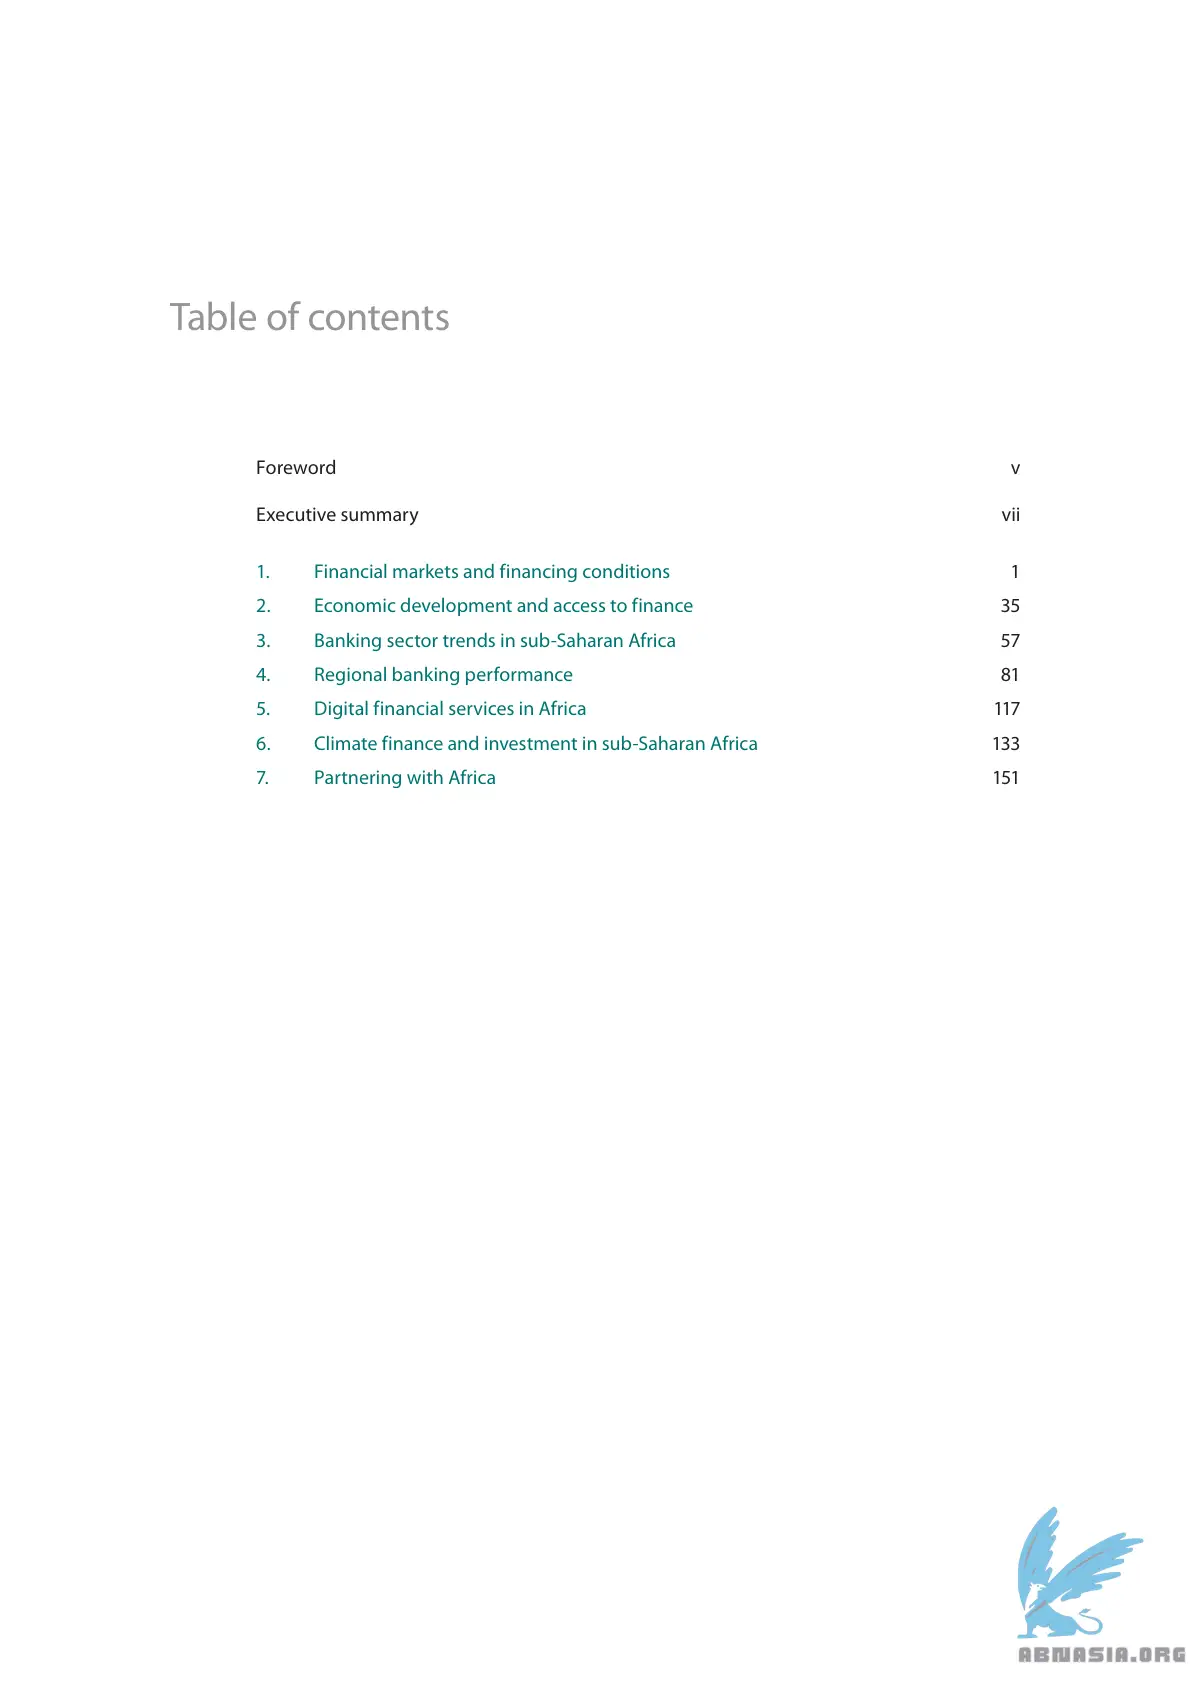 Table of contents
Foreword v
Executive summary vii
1. Financial markets and financing conditions 1
2. Economic development and access to finance 35
3. Banking sector trends in sub-Saharan Africa 57
4. Regional banking performance 81
5. Digital financial services in Africa 117
6. Climate finance and investment in sub-Saharan Africa 133
7. Partnering with Africa 151
ABNASIA.ORG